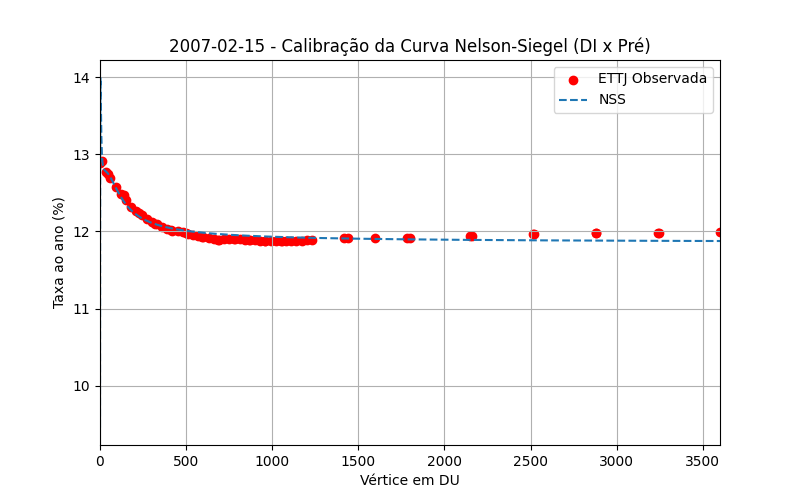 2007-02-15 - Calibração da Curva Nelson-Siegel (DI x Pré)
ETTJ Observada
NSS
Taxa ao ano (%)
14
13
12
11
10
0 500 1000 1500 2000 2500 3000 3500
Vértice em DU